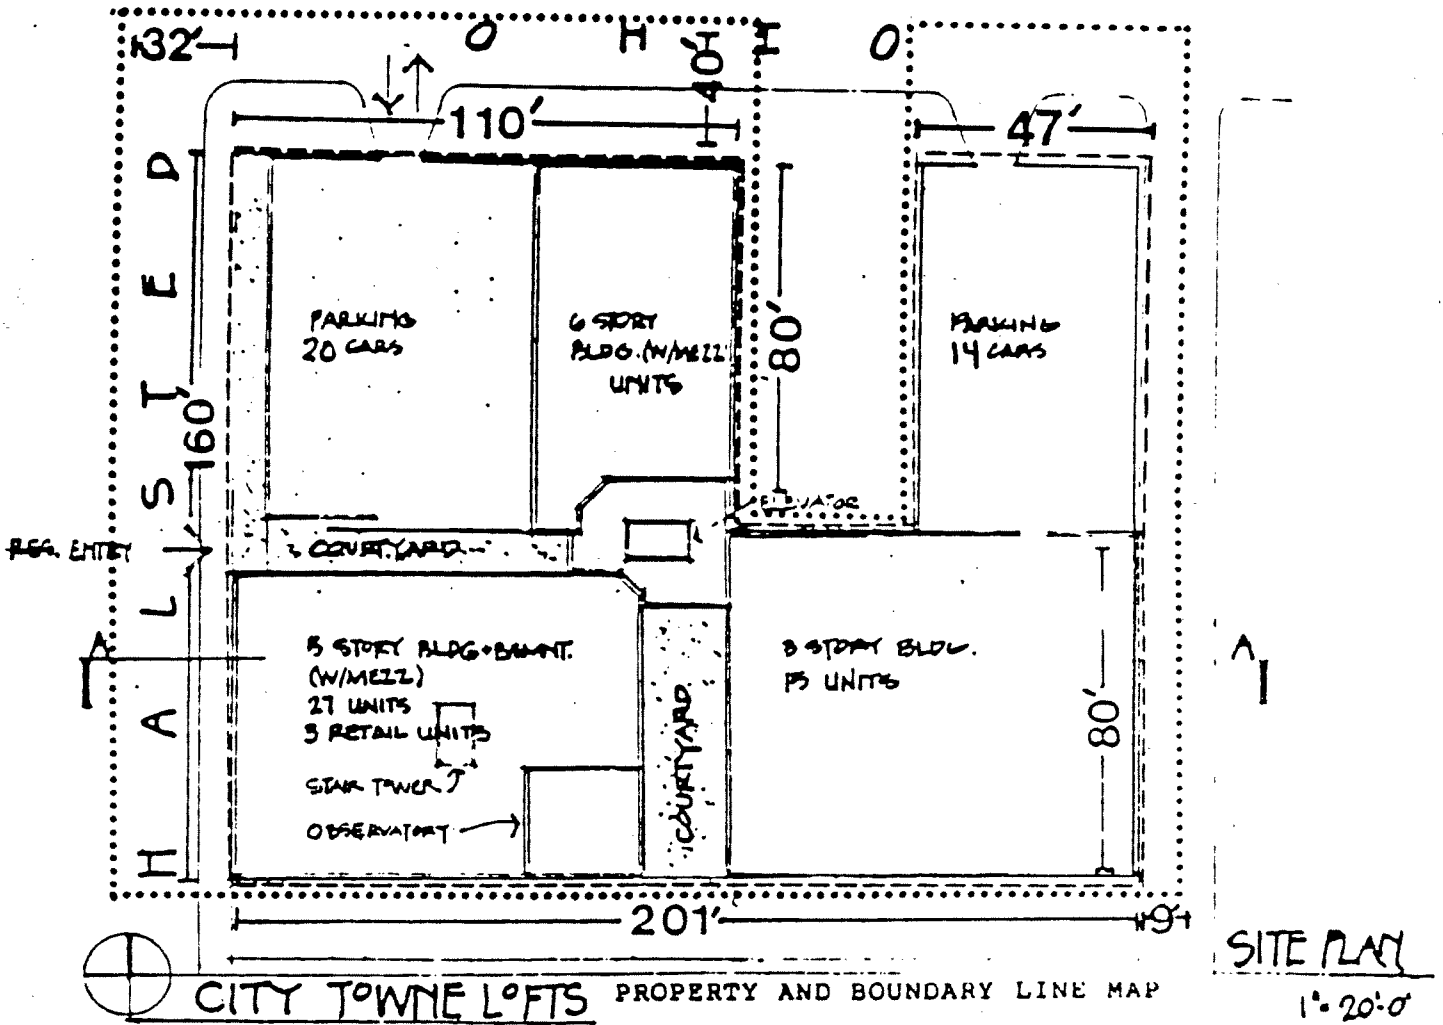 32'
O H I O
40'
110'
47'
HALSTED
160'
PARKING
20 CARS
6 STORY
BLDG. (W/MEZZ
UNITS
80'
PARKING
14 CARS
ELEVATOR
RES. ENTRY
COURTYARD
A
5 STORY BLDG + BSMNT.
(W/MEZZ)
27 UNITS
3 RETAIL UNITS
STAIR TOWER
OBSERVATORY
COURTYARD
3 STORY BLDG.
15 UNITS
80'
A
201'
9'
SITE PLAN
1"=20'-0"
CITY TOWNE LOFTS PROPERTY AND BOUNDARY LINE MAP